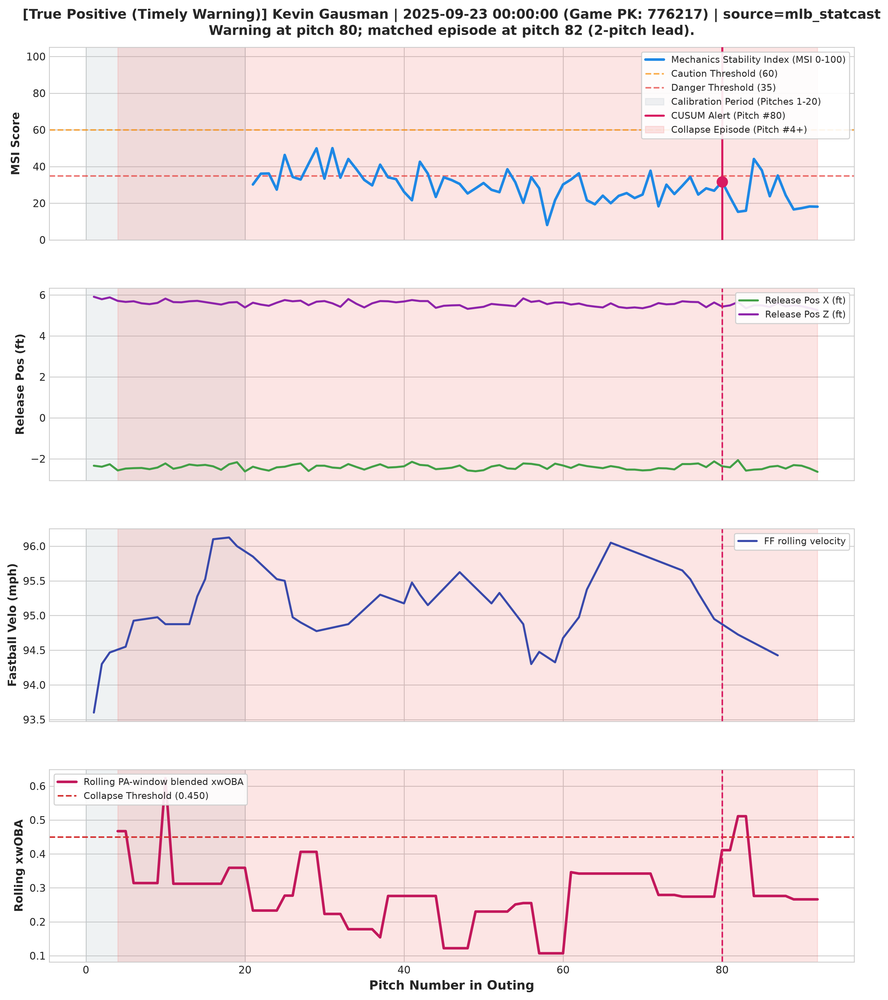 [True Positive (Timely Warning)] Kevin Gausman | 2025-09-23 00:00:00 (Game PK: 776217) | source=mlb_statcast
Warning at pitch 80; matched episode at pitch 82 (2-pitch lead).
MSI Score
100
80
60
40
20
0
Mechanics Stability Index (MSI 0-100)
Caution Threshold (60)
Danger Threshold (35)
Calibration Period (Pitches 1-20)
CUSUM Alert (Pitch #80)
Collapse Episode (Pitch #4+)
Release Pos (ft)
6
4
2
0
−2
Release Pos X (ft)
Release Pos Z (ft)
Fastball Velo (mph)
96.0
95.5
95.0
94.5
94.0
93.5
FF rolling velocity
Rolling xwOBA
0.6
0.5
0.4
0.3
0.2
0.1
Rolling PA-window blended xwOBA
Collapse Threshold (0.450)
0
20
40
60
80
Pitch Number in Outing